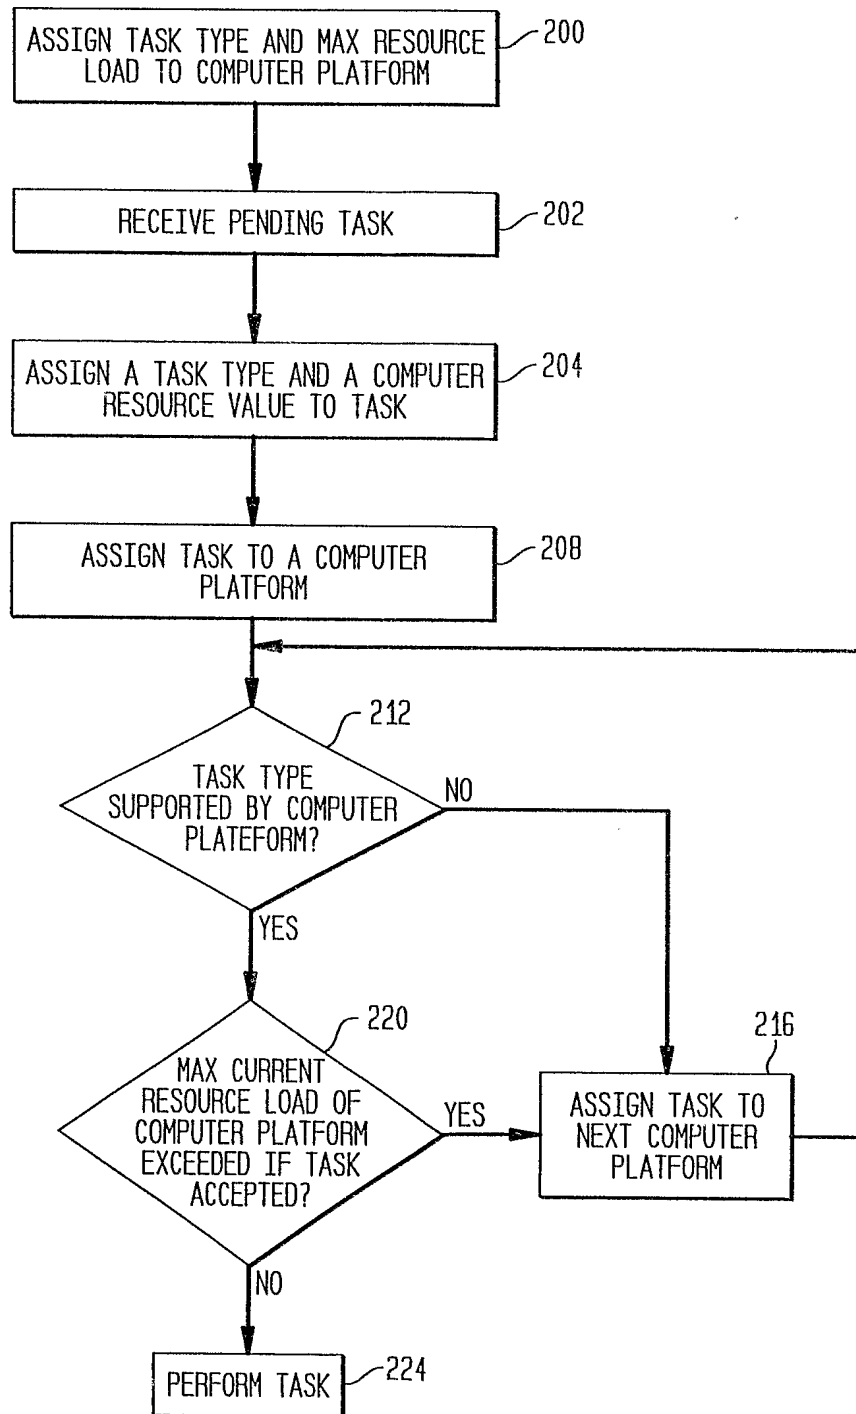 ASSIGN TASK TYPE AND MAX RESOURCE
LOAD TO COMPUTER PLATFORM
200
RECEIVE PENDING TASK
202
ASSIGN A TASK TYPE AND A COMPUTER
RESOURCE VALUE TO TASK
204
ASSIGN TASK TO A COMPUTER
PLATFORM
208
212
TASK TYPE
SUPPORTED BY COMPUTER
PLATEFORM?
NO
YES
220
MAX CURRENT
RESOURCE LOAD OF
COMPUTER PLATFORM
EXCEEDED IF TASK
ACCEPTED?
YES
216
ASSIGN TASK TO
NEXT COMPUTER
PLATFORM
NO
PERFORM TASK
224